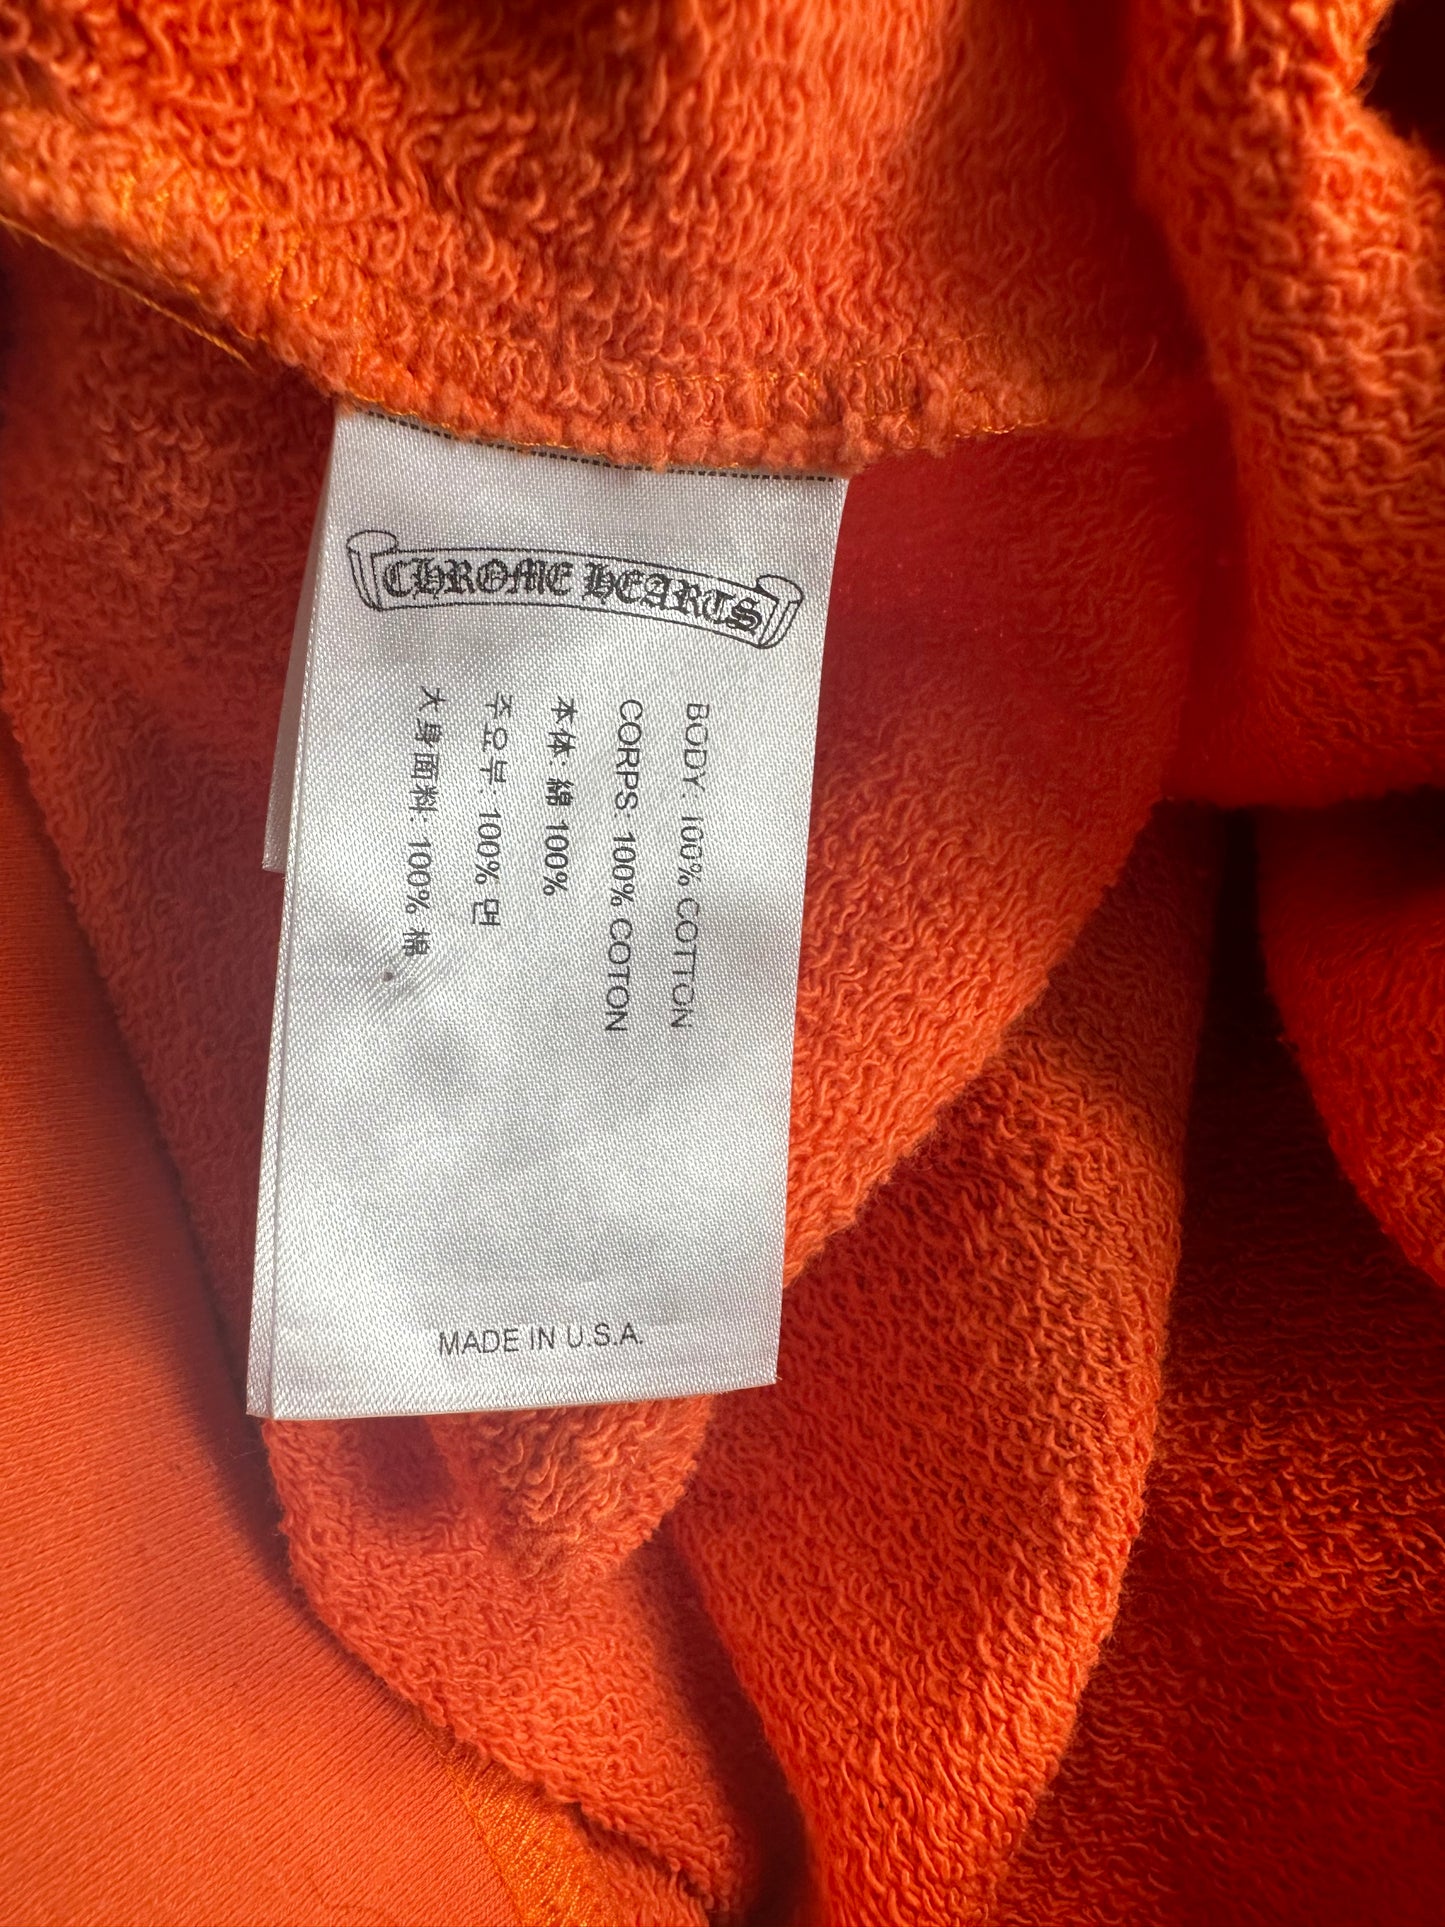 CHROME HEARTS
BODY: 100% COTTON
CORPS: 100% COTON
本体: 綿 100%
주요부: 100% 면
大身面料: 100% 棉
MADE IN U.S.A.